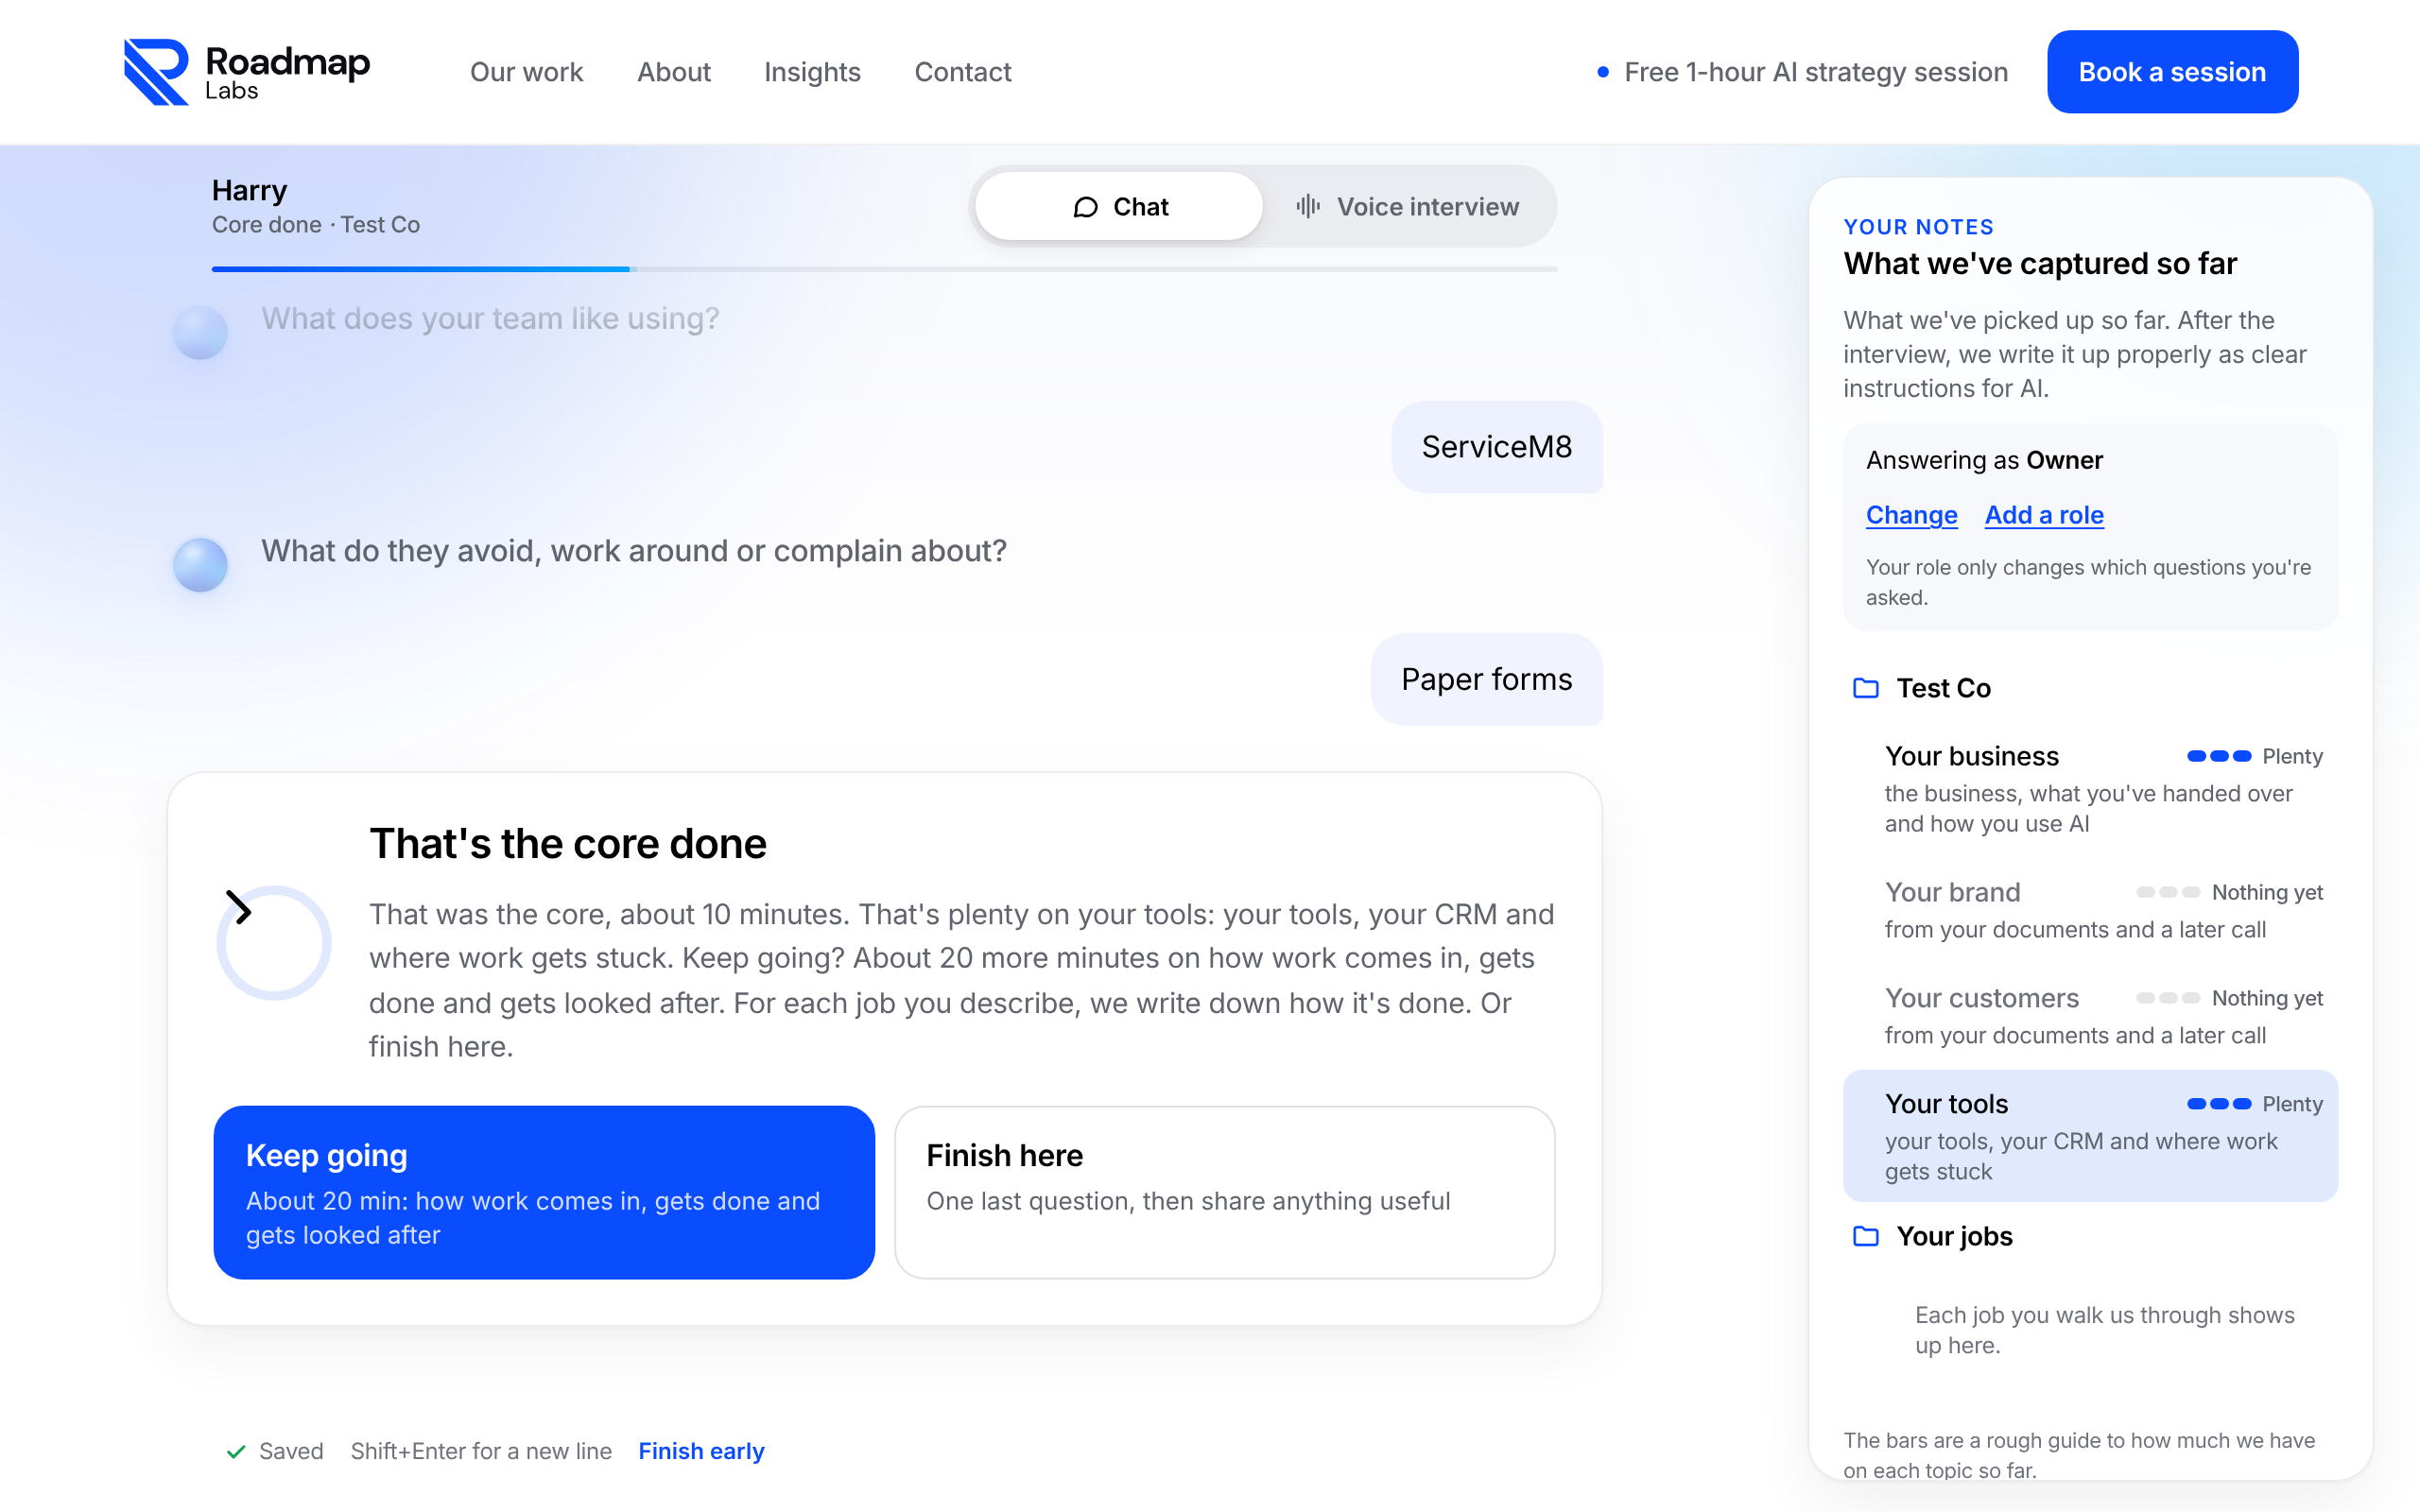 Roadmap
Labs
Our work
About
Insights
Contact
Free 1-hour AI strategy session
Book a session
Harry
Core done · Test Co
Chat
Voice interview
What does your team like using?
ServiceM8
What do they avoid, work around or complain about?
Paper forms
That's the core done
That was the core, about 10 minutes. That's plenty on your tools: your tools, your CRM and
where work gets stuck. Keep going? About 20 more minutes on how work comes in, gets
done and gets looked after. For each job you describe, we write down how it's done. Or
finish here.
Keep going
About 20 min: how work comes in, gets done and
gets looked after
Finish here
One last question, then share anything useful
Saved
Shift+Enter for a new line
Finish early
YOUR NOTES
What we've captured so far
What we've picked up so far. After the
interview, we write it up properly as clear
instructions for AI.
Answering as Owner
Change
Add a role
Your role only changes which questions you're
asked.
Test Co
Your business
Plenty
the business, what you've handed over
and how you use AI
Your brand
Nothing yet
from your documents and a later call
Your customers
Nothing yet
from your documents and a later call
Your tools
Plenty
your tools, your CRM and where work
gets stuck
Your jobs
Each job you walk us through shows
up here.
The bars are a rough guide to how much we have
on each topic so far.